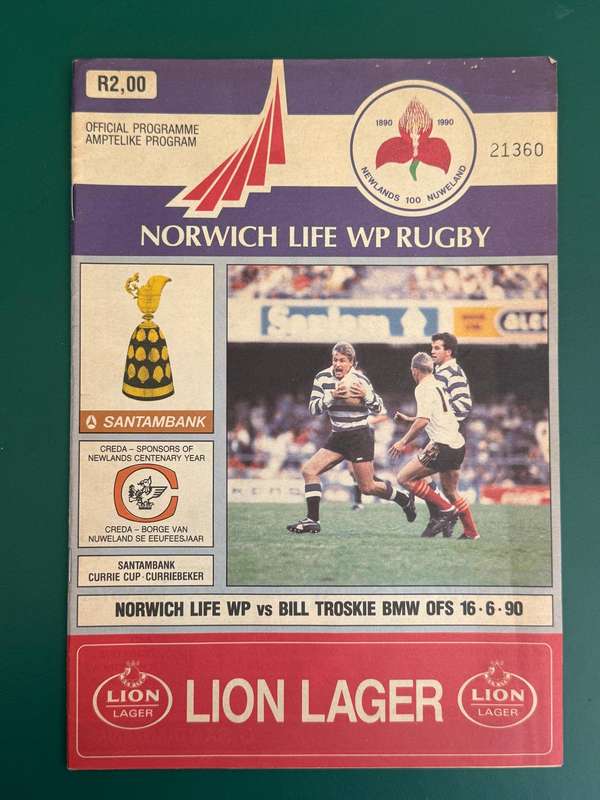 R2,00
OFFICIAL PROGRAMME
AMPTELIKE PROGRAM
1890 1990
NEWLANDS 100 NUWELAND
21360
NORWICH LIFE WP RUGBY
SANTAMBANK
CREDA – SPONSORS OF
NEWLANDS CENTENARY YEAR
C
CREDA – BORGE VAN
NUWELAND SE EEUFEESJAAR
SANTAMBANK
CURRIE CUP · CURRIEBEKER
Santam
NORWICH LIFE WP vs BILL TROSKIE BMW OFS 16·6·90
LION
LAGER
LION LAGER
LION
LAGER